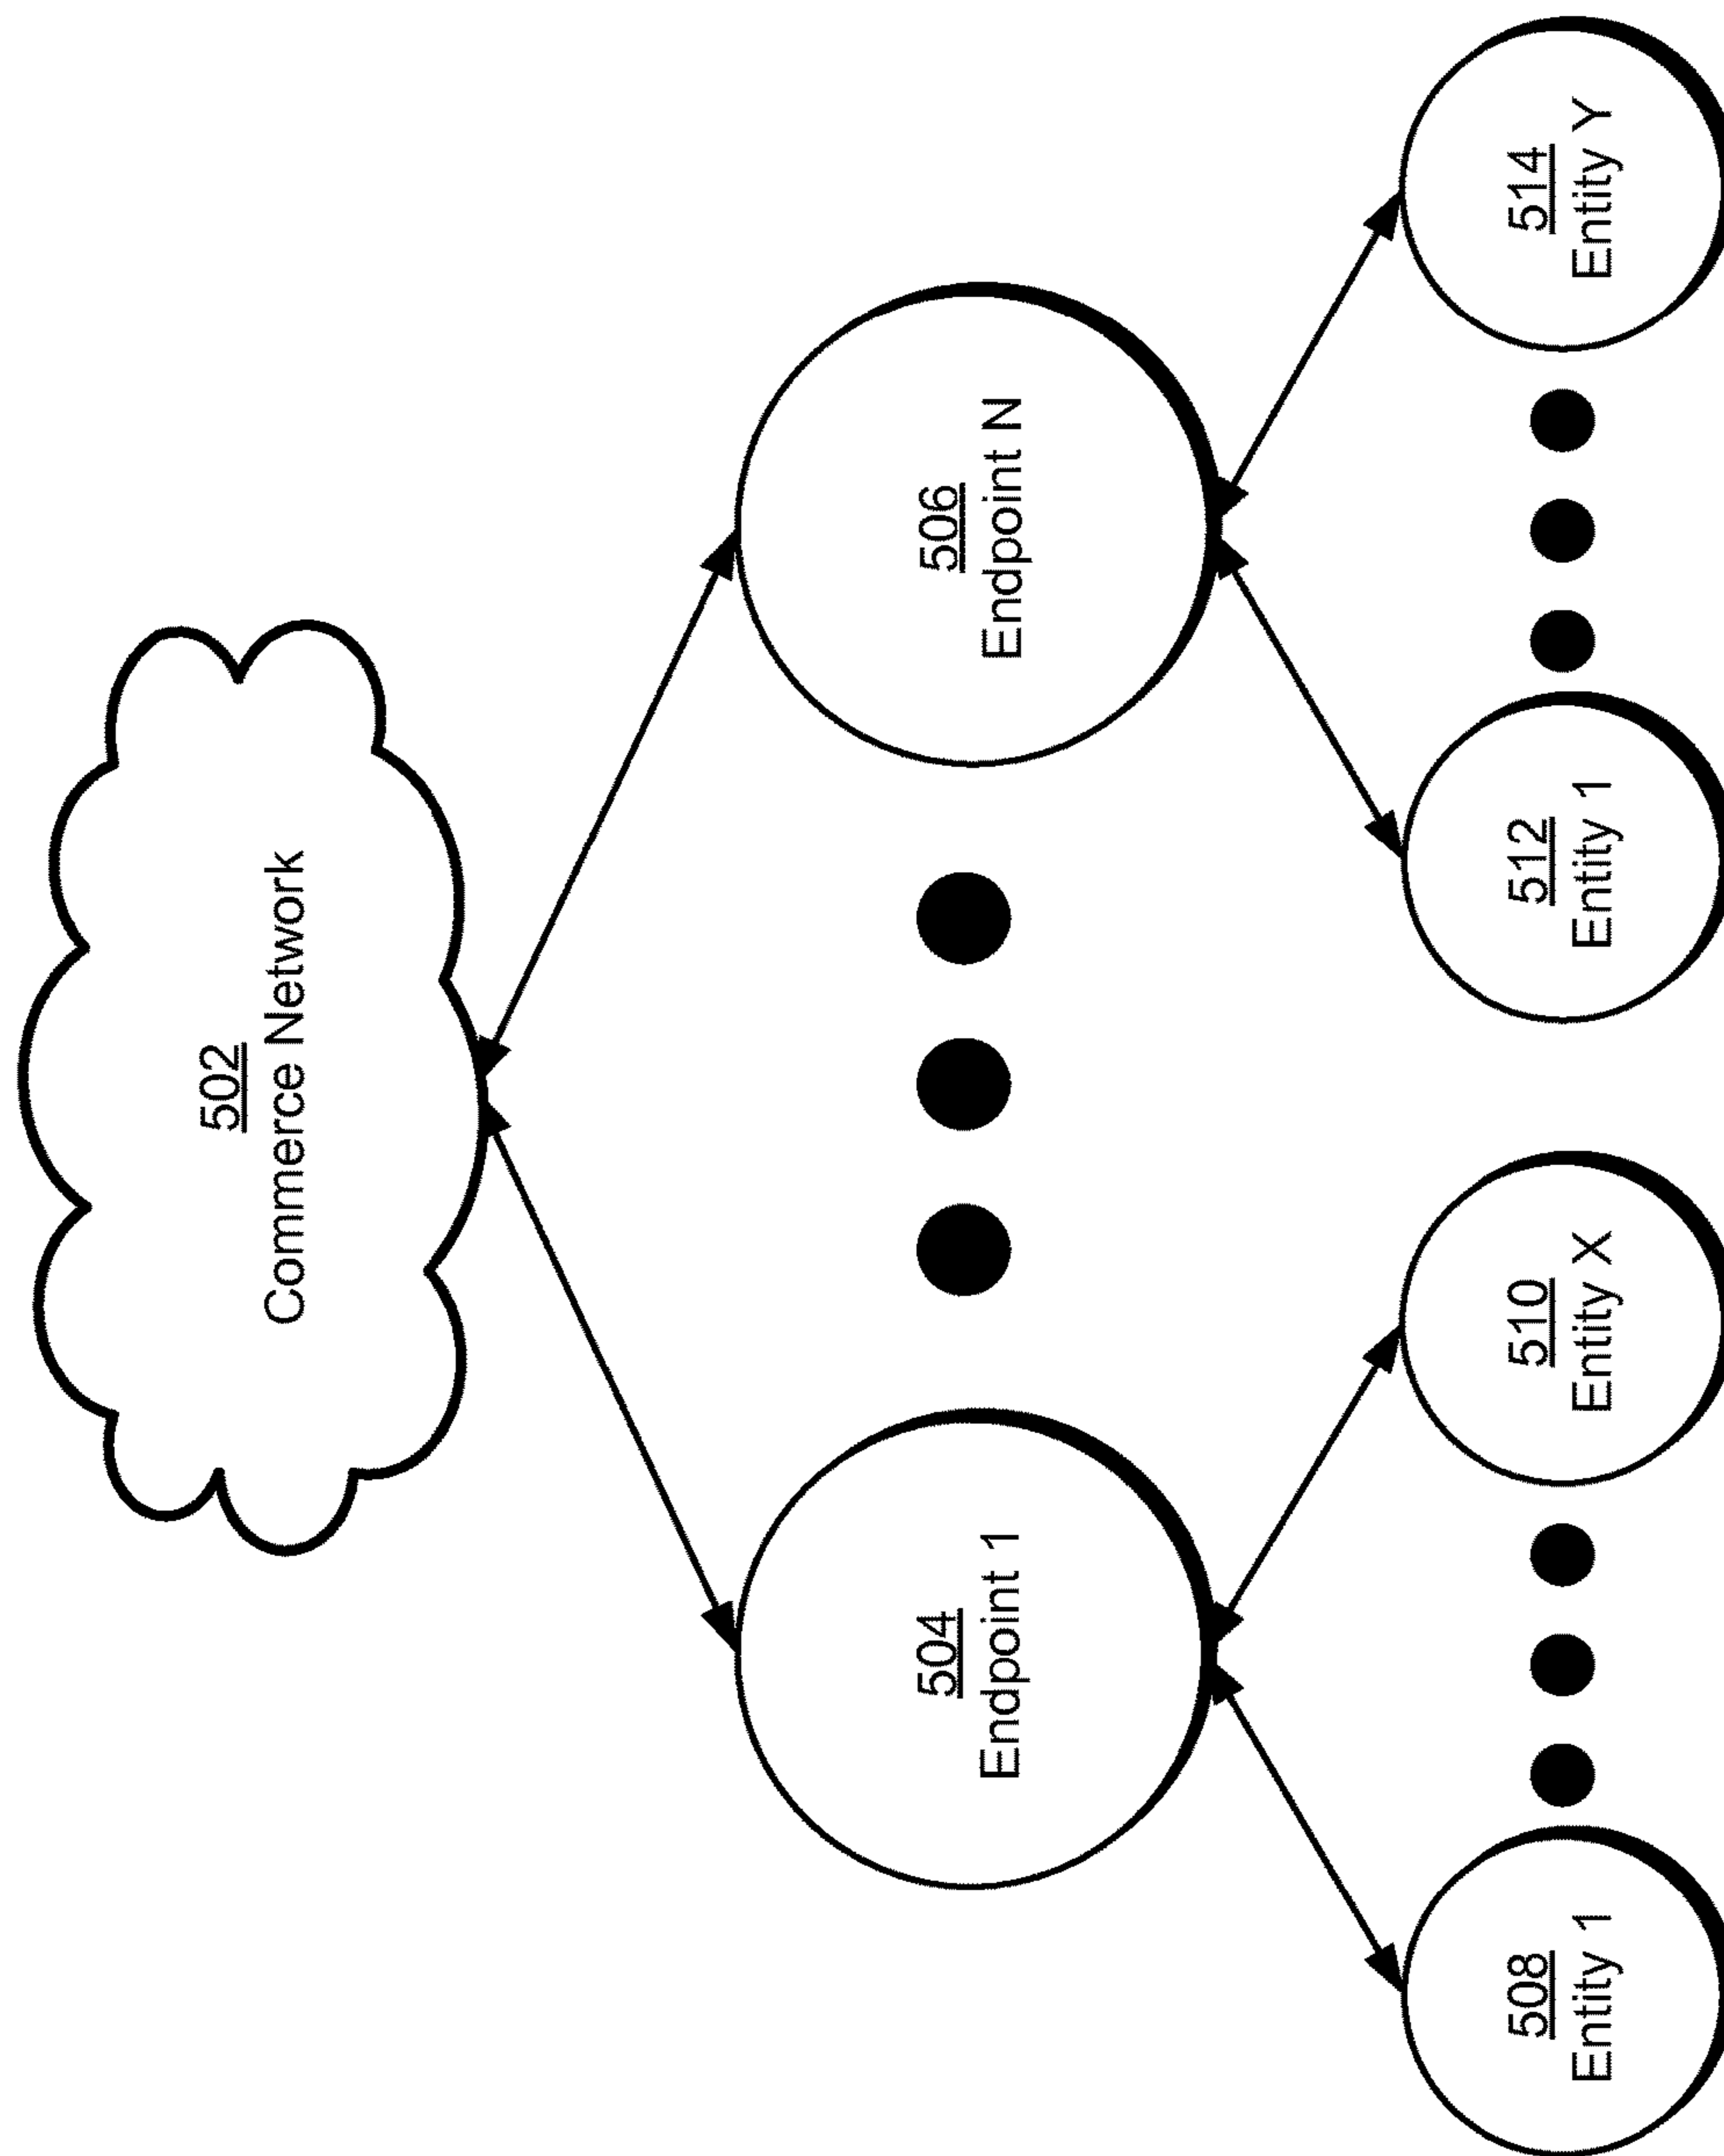 502
Commerce Network
504
Endpoint 1
506
Endpoint N
508
Entity 1
510
Entity X
512
Entity 1
514
Entity Y